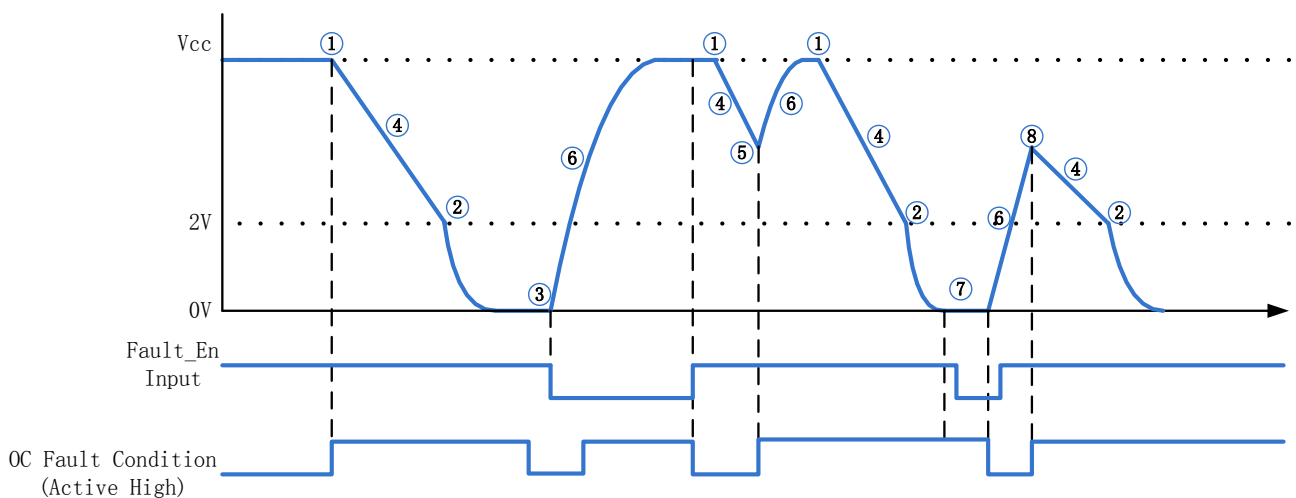 Vcc ① ① ①
④ ④ ⑥
④ ⑧
⑥ ⑤ ④
② ② ⑥ ②
2V
③ ⑦
0V
Fault_En
Input
OC Fault Condition
(Active High)